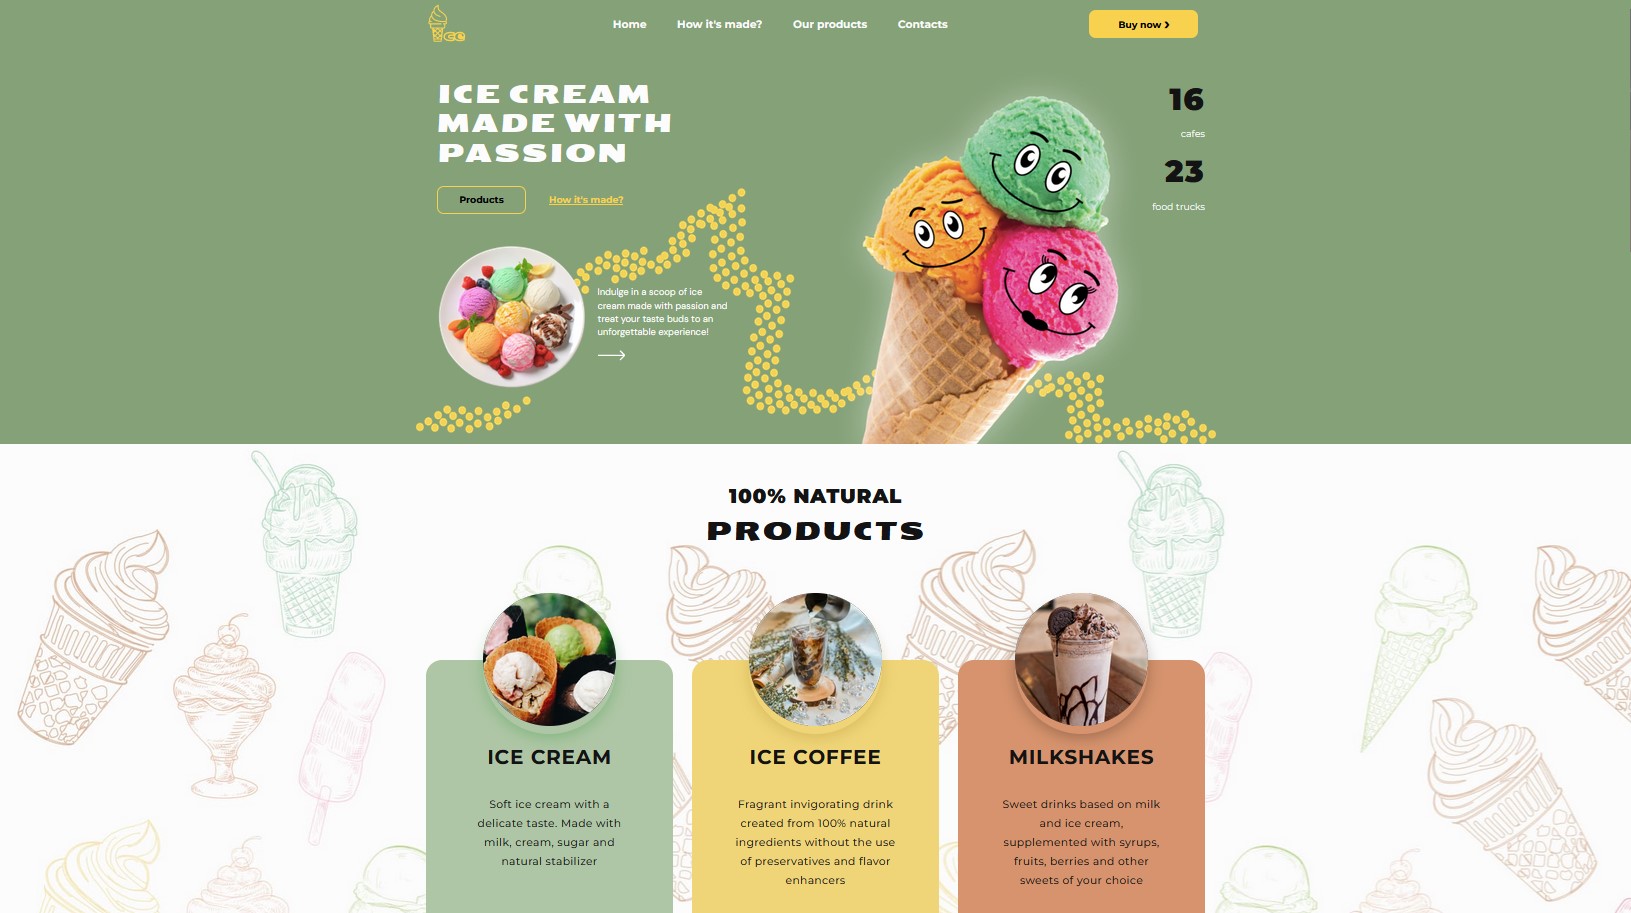 ce
Home
How it's made?
Our products
Contacts
Buy now
ICE CREAM
MADE WITH
PASSION
Products
How it's made?
Indulge in a scoop of ice
cream made with passion and
treat your taste buds to an
unforgettable experience!
16
cafes
23
food trucks
100% NATURAL
PRODUCTS
ICE CREAM
Soft ice cream with a
delicate taste. Made with
milk, cream, sugar and
natural stabilizer
ICE COFFEE
Fragrant invigorating drink
created from 100% natural
ingredients without the use
of preservatives and flavor
enhancers
MILKSHAKES
Sweet drinks based on milk
and ice cream,
supplemented with syrups,
fruits, berries and other
sweets of your choice